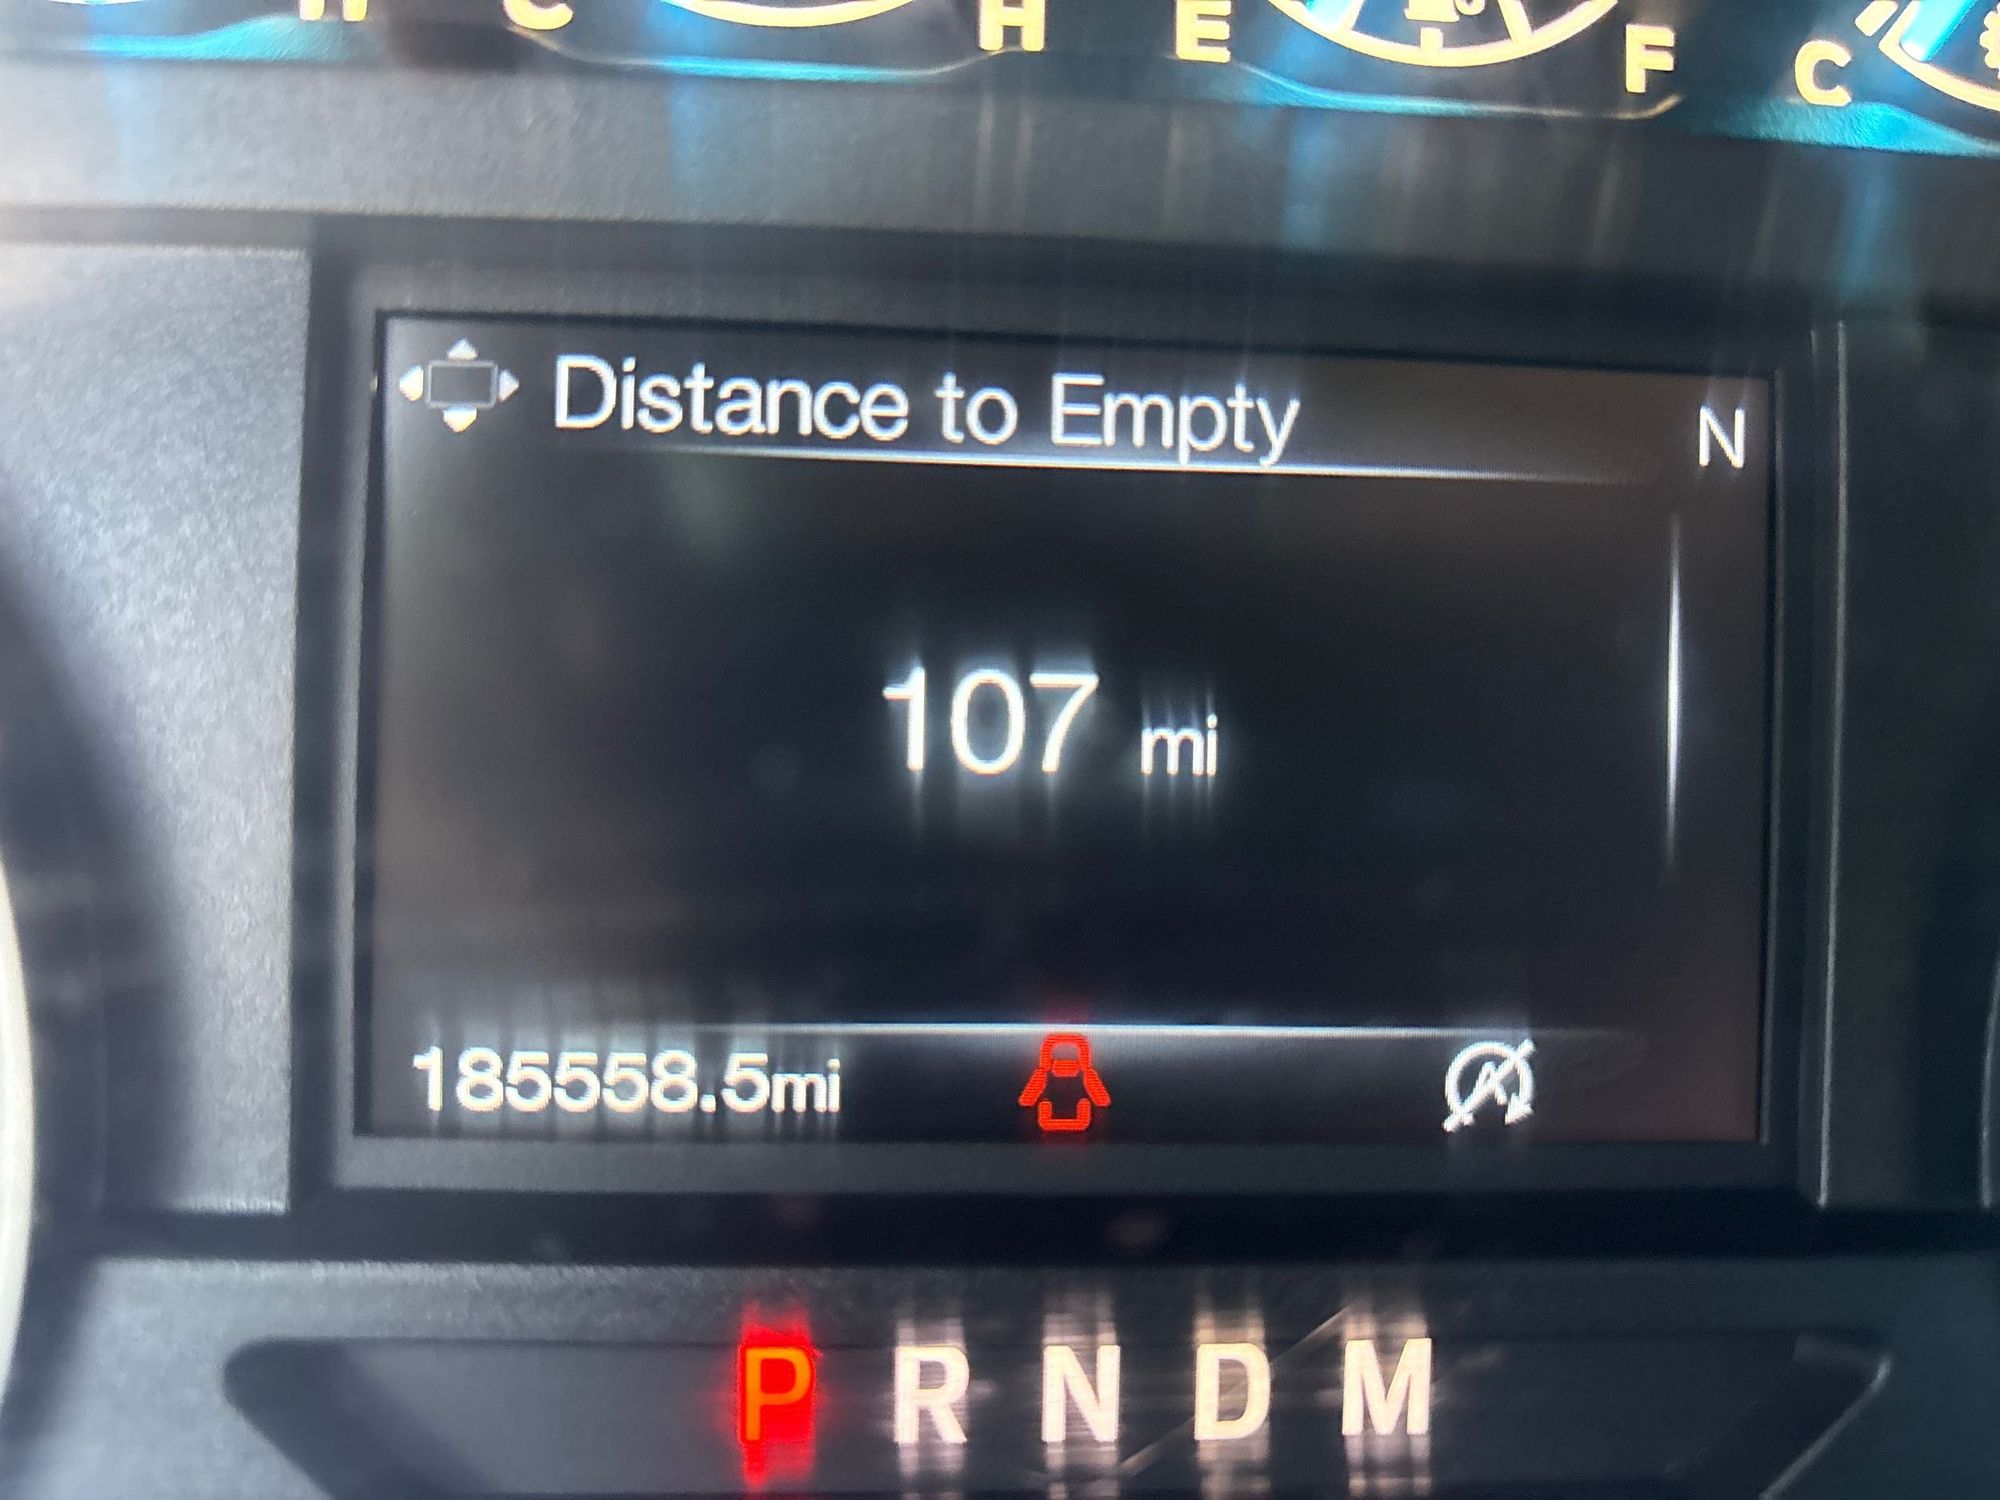 H C H E F C
Distance to Empty N
107 mi
185558.5mi
P R N D M